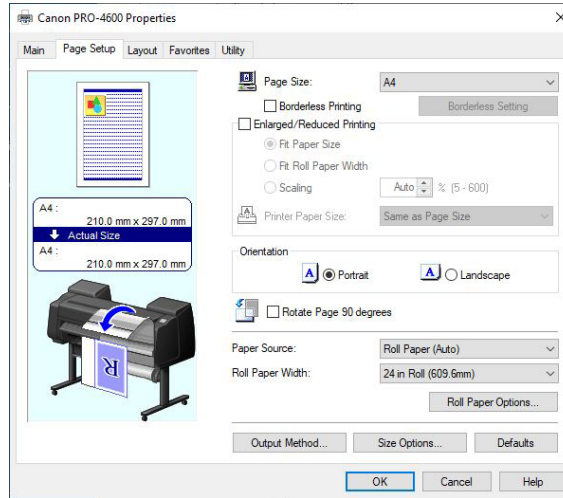 Canon PRO-4600 Properties
Main Page Setup Layout Favorites Utility
Page Size: A4
Borderless Printing Borderless Setting
Enlarged/Reduced Printing
Fit Paper Size
Fit Roll Paper Width
Scaling Auto % (5 - 600)
Printer Paper Size: Same as Page Size
A4 :
210.0 mm x 297.0 mm
Actual Size
A4 :
210.0 mm x 297.0 mm
Orientation
A Portrait A Landscape
Rotate Page 90 degrees
R
Paper Source: Roll Paper (Auto)
Roll Paper Width: 24 in Roll (609.6mm)
Roll Paper Options...
Output Method... Size Options... Defaults
OK Cancel Help